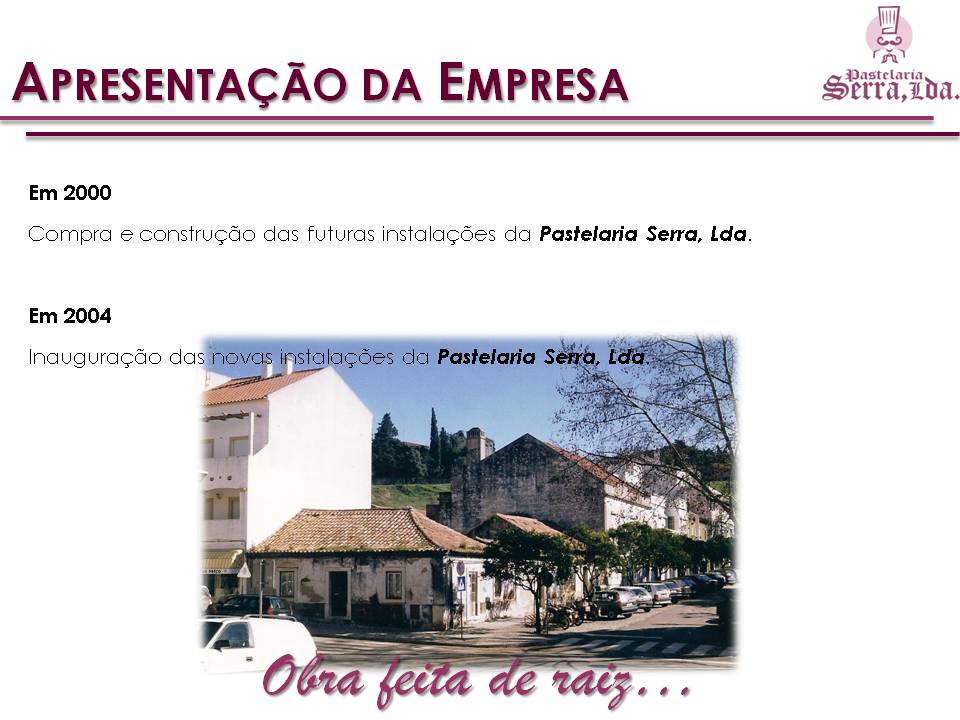 APRESENTAÇÃO DA EMPRESA
Pastelaria
Serra, Lda.
Em 2000
Compra e construção das futuras instalações da Pastelaria Serra, Lda.
Em 2004
Inauguração das novas instalações da Pastelaria Serra, Lda.
Obra feita de raiz...